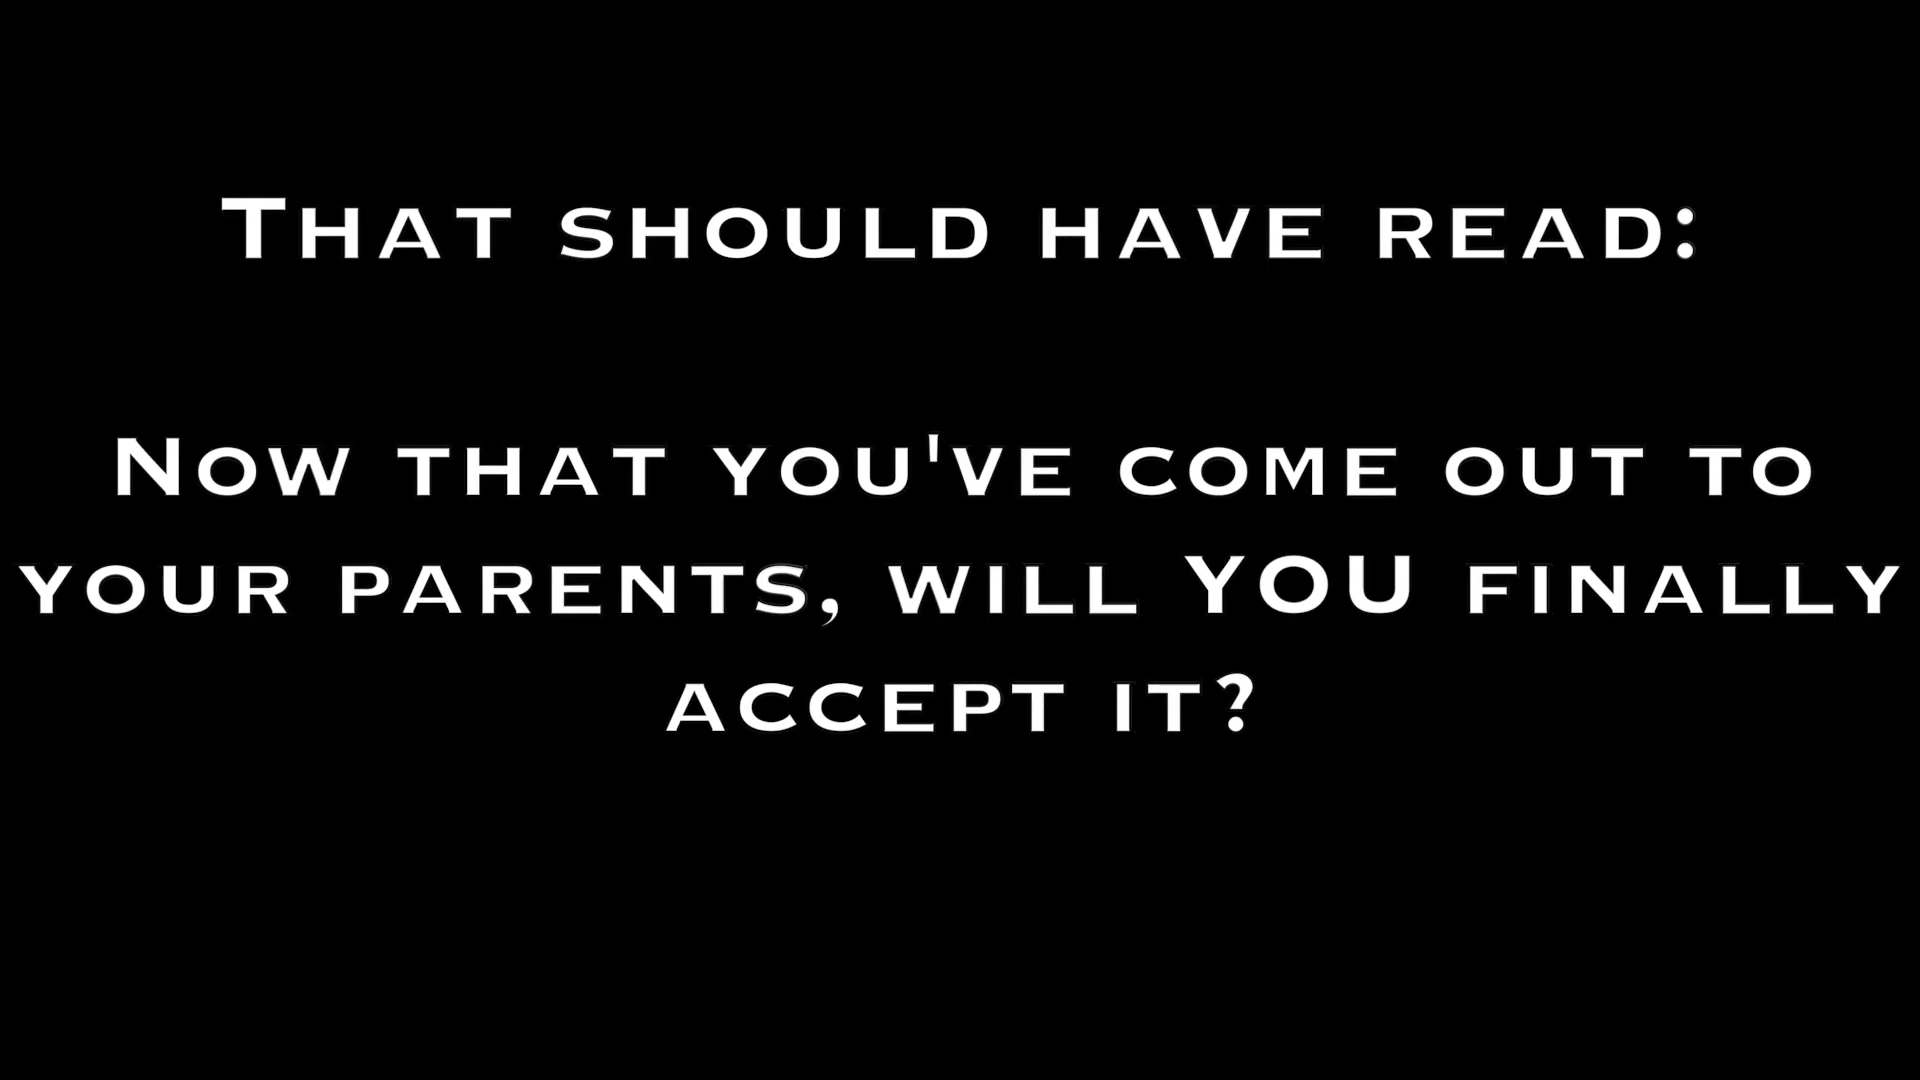 That should have read:
Now that you've come out to
your parents, will YOU finally
accept it?